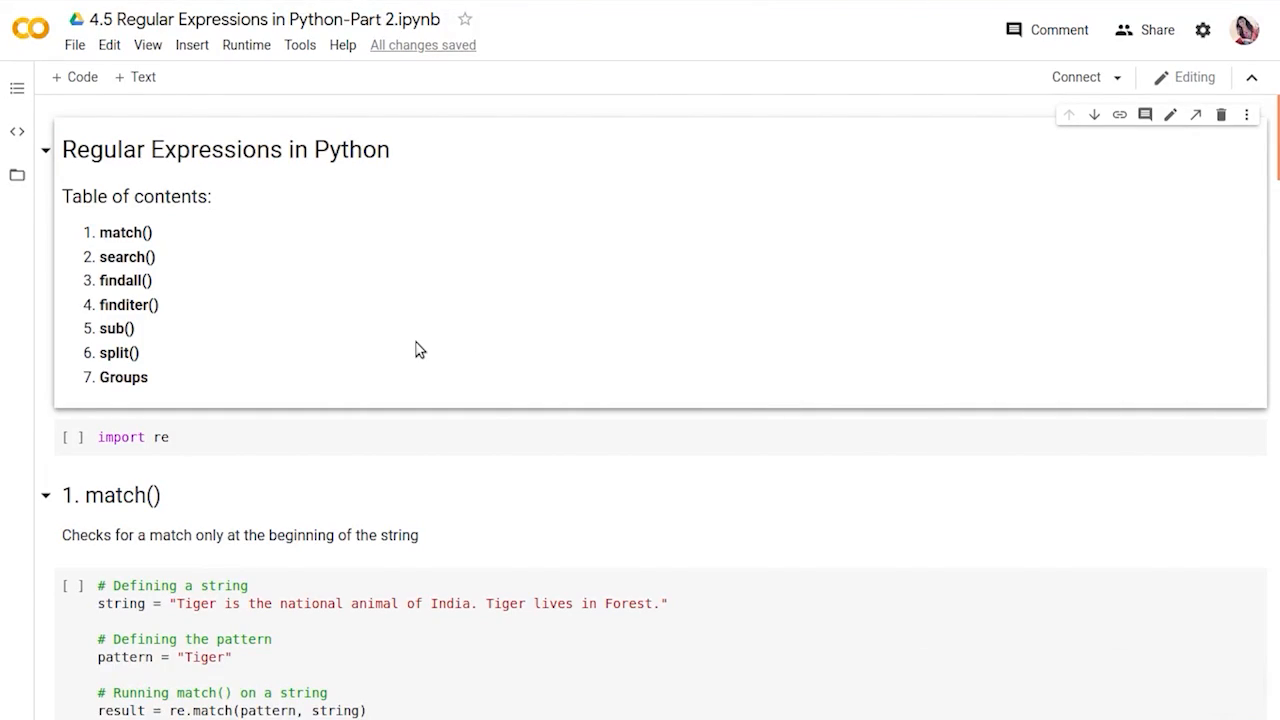 4.5 Regular Expressions in Python-Part 2.ipynb
File Edit View Insert Runtime Tools Help All changes saved
Comment Share
+ Code + Text
Connect Editing
Regular Expressions in Python
Table of contents:
1. match()
2. search()
3. findall()
4. finditer()
5. sub()
6. split()
7. Groups
[ ] import re
1. match()
Checks for a match only at the beginning of the string
[ ] # Defining a string
string = "Tiger is the national animal of India. Tiger lives in Forest."
# Defining the pattern
pattern = "Tiger"
# Running match() on a string
result = re.match(pattern, string)